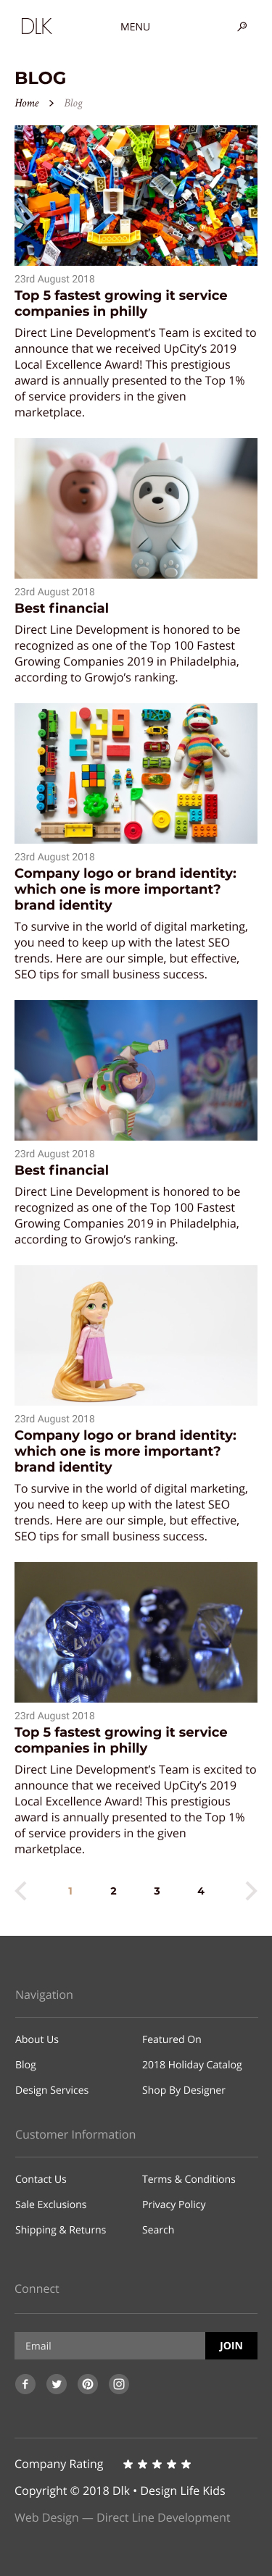 DLK MENU
BLOG
Home > Blog
23rd August 2018
Top 5 fastest growing it service
companies in philly
Direct Line Development's Team is excited to
announce that we received UpCity's 2019
Local Excellence Award! This prestigious
award is annually presented to the Top 1%
of service providers in the given
marketplace.
23rd August 2018
Best financial
Direct Line Development is honored to be
recognized as one of the Top 100 Fastest
Growing Companies 2019 in Philadelphia,
according to Growjo's ranking.
23rd August 2018
Company logo or brand identity:
which one is more important?
brand identity
To survive in the world of digital marketing,
you need to keep up with the latest SEO
trends. Here are our simple, but effective,
SEO tips for small business success.
23rd August 2018
Best financial
Direct Line Development is honored to be
recognized as one of the Top 100 Fastest
Growing Companies 2019 in Philadelphia,
according to Growjo's ranking.
23rd August 2018
Company logo or brand identity:
which one is more important?
brand identity
To survive in the world of digital marketing,
you need to keep up with the latest SEO
trends. Here are our simple, but effective,
SEO tips for small business success.
23rd August 2018
Top 5 fastest growing it service
companies in philly
Direct Line Development's Team is excited to
announce that we received UpCity's 2019
Local Excellence Award! This prestigious
award is annually presented to the Top 1%
of service providers in the given
marketplace.
1 2 3 4
Navigation
About Us Featured On
Blog 2018 Holiday Catalog
Design Services Shop By Designer
Customer Information
Contact Us Terms & Conditions
Sale Exclusions Privacy Policy
Shipping & Returns Search
Connect
Email JOIN
Company Rating ★ ★ ★ ★ ★
Copyright © 2018 Dlk • Design Life Kids
Web Design — Direct Line Development